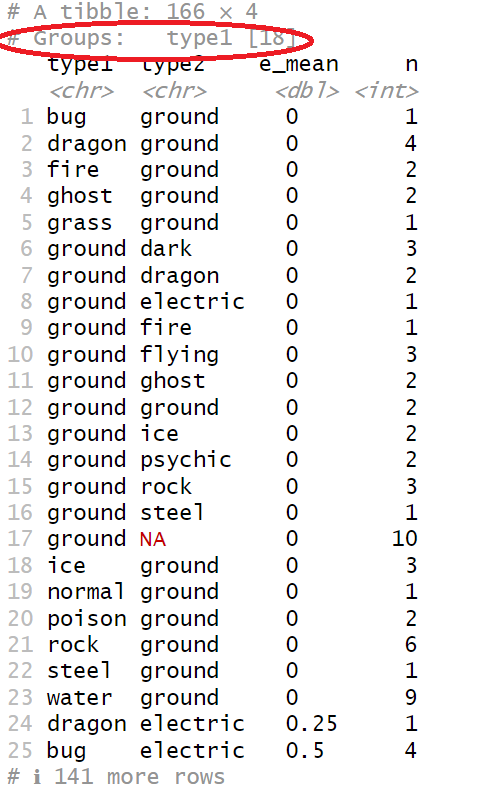 # A tibble: 166 × 4
# Groups:   type1 [18]
   type1  type2    e_mean     n
   <chr>  <chr>     <dbl> <int>
 1 bug    ground     0        1
 2 dragon ground     0        4
 3 fire   ground     0        2
 4 ghost  ground     0        2
 5 grass  ground     0        1
 6 ground dark       0        3
 7 ground dragon     0        2
 8 ground electric   0        1
 9 ground fire       0        1
10 ground flying     0        3
11 ground ghost      0        2
12 ground ground     0        2
13 ground ice        0        2
14 ground psychic    0        2
15 ground rock       0        3
16 ground steel      0        1
17 ground NA         0       10
18 ice    ground     0        3
19 normal ground     0        1
20 poison ground     0        2
21 rock   ground     0        6
22 steel  ground     0        1
23 water  ground     0        9
24 dragon electric   0.25     1
25 bug    electric   0.5      4
# ℹ 141 more rows